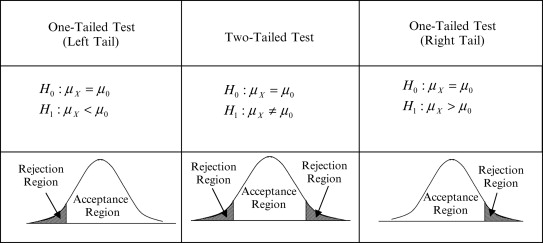 One-Tailed Test
(Left Tail)
Two-Tailed Test
One-Tailed Test
(Right Tail)
H₀ : μ_X = μ₀
H₁ : μ_X < μ₀
H₀ : μ_X = μ₀
H₁ : μ_X ≠ μ₀
H₀ : μ_X = μ₀
H₁ : μ_X > μ₀
Rejection
Region
Acceptance
Region
Rejection
Region
Acceptance
Region
Rejection
Region
Acceptance
Region
Rejection
Region